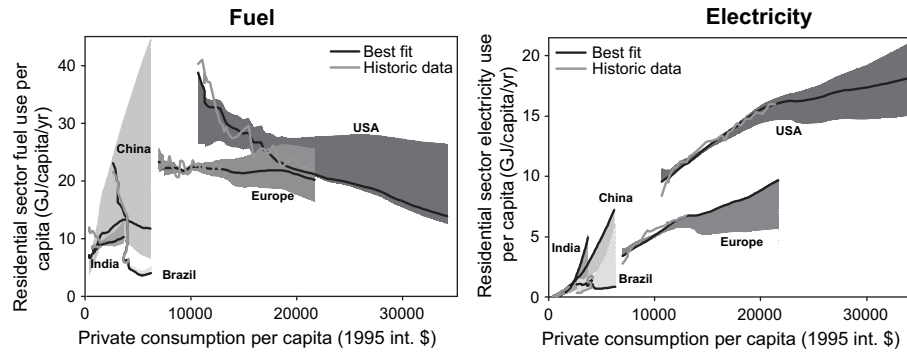 Fuel
Residential sector fuel use per
capita (GJ/capita/yr)
40
30
20
10
0
Best fit
Historic data
USA
China
Europe
India
Brazil
0
10000
20000
30000
Private consumption per capita (1995 int. $)
Electricity
Residential sector electricity use
per capita (GJ/capita/yr)
20
15
10
5
0
Best fit
Historic data
USA
China
India
Europe
Brazil
0
10000
20000
30000
Private consumption per capita (1995 int. $)